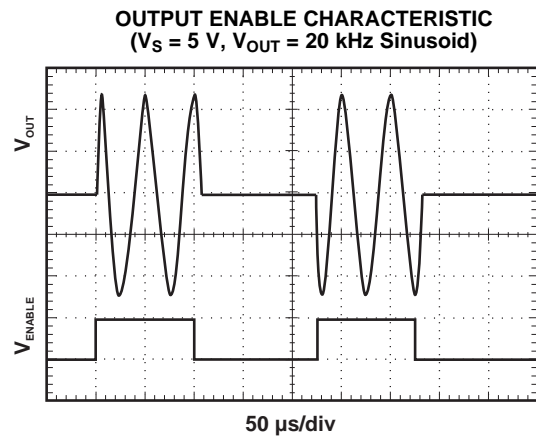 OUTPUT ENABLE CHARACTERISTIC
(VS = 5 V, VOUT = 20 kHz Sinusoid)
VOUT
VENABLE
50 µs/div